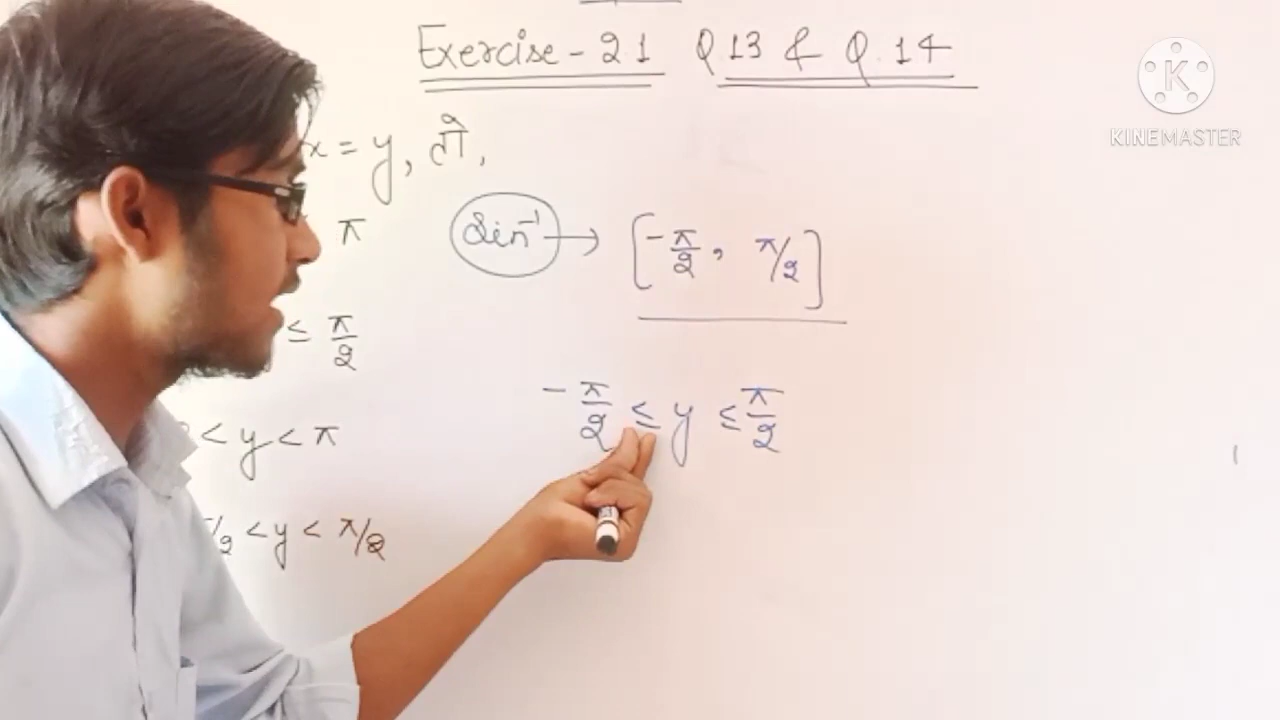 Exercise - 2.1 Q 13 & Q. 14
x = y, तो,
π
≤ π/2
< y < π
π/2 < y < π/2
sin⁻¹ → [-π/2, π/2]
-π/2 ≤ y ≤ π/2
KINEMASTER